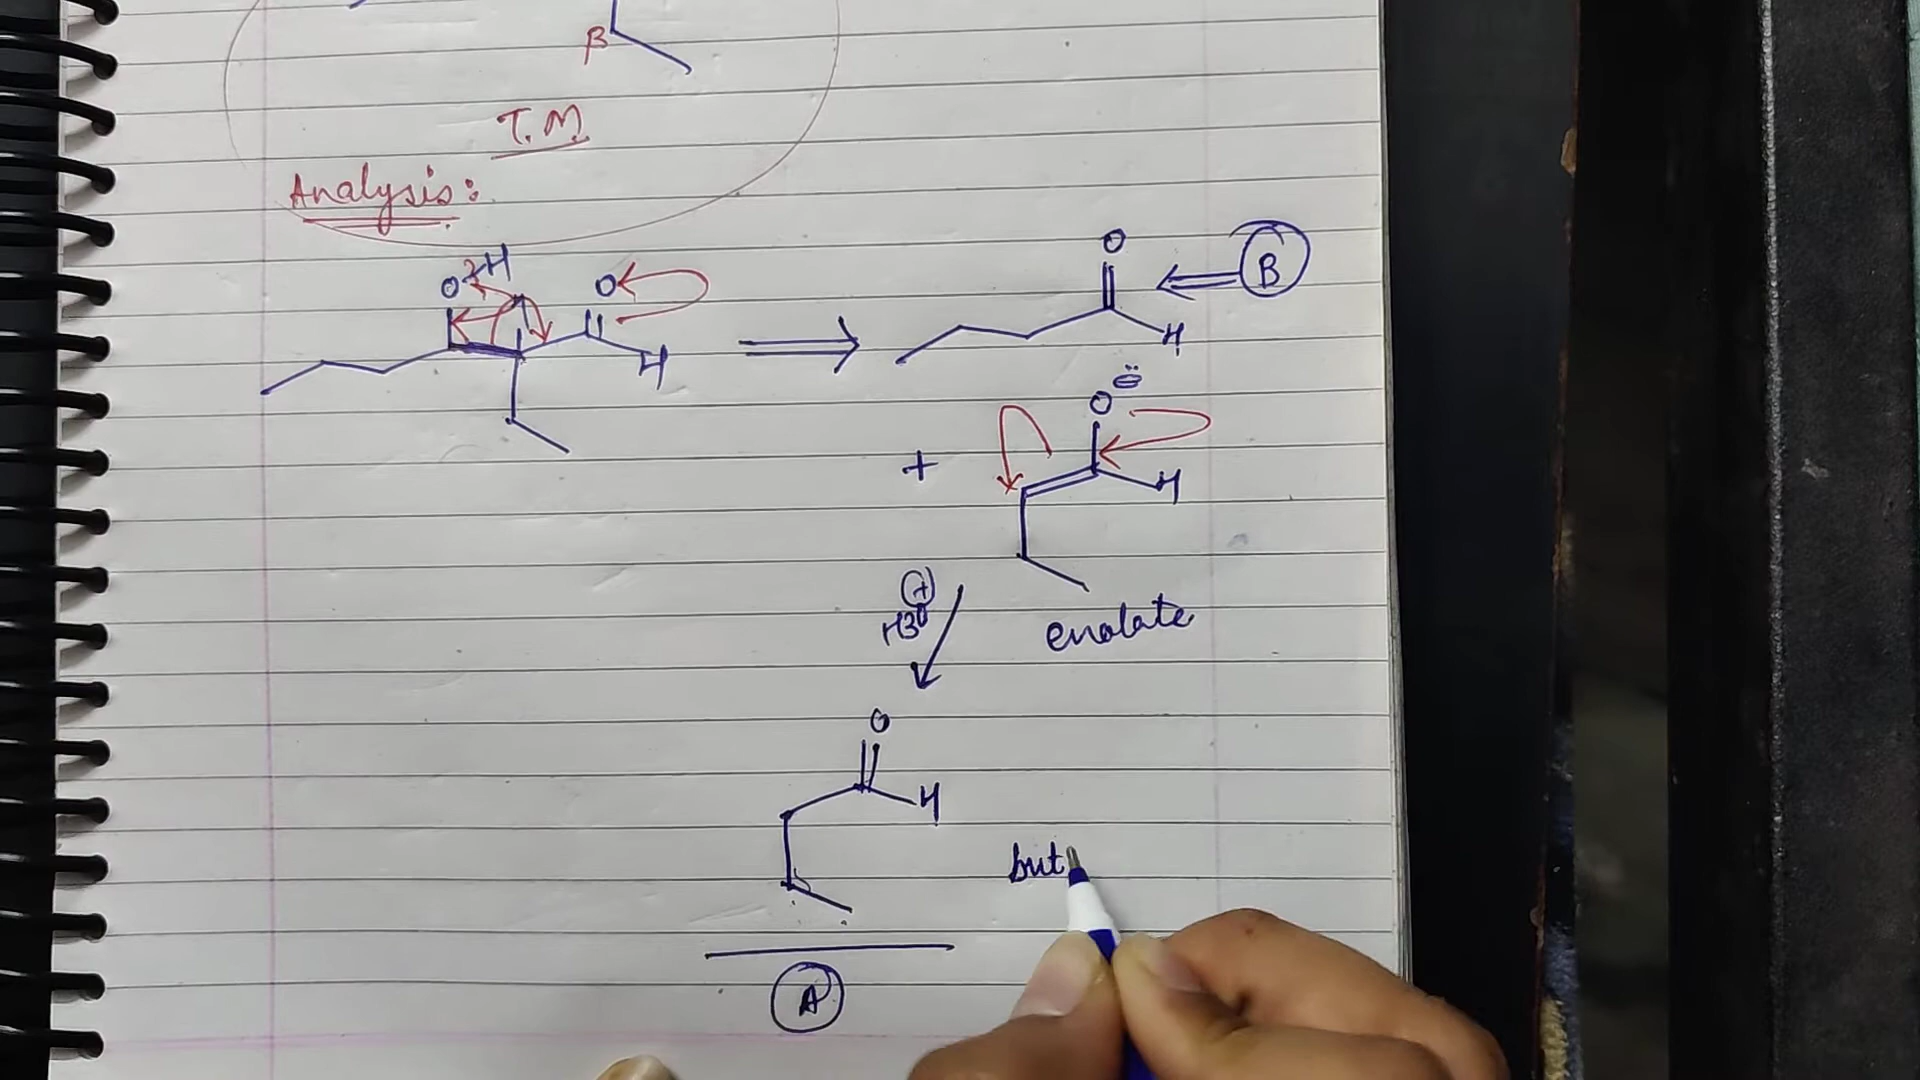 β
T.M.
Analysis:
O H O
H
O
H
B
O ⊖
H
+
enolate
⊕
H3O
O
H
but
A